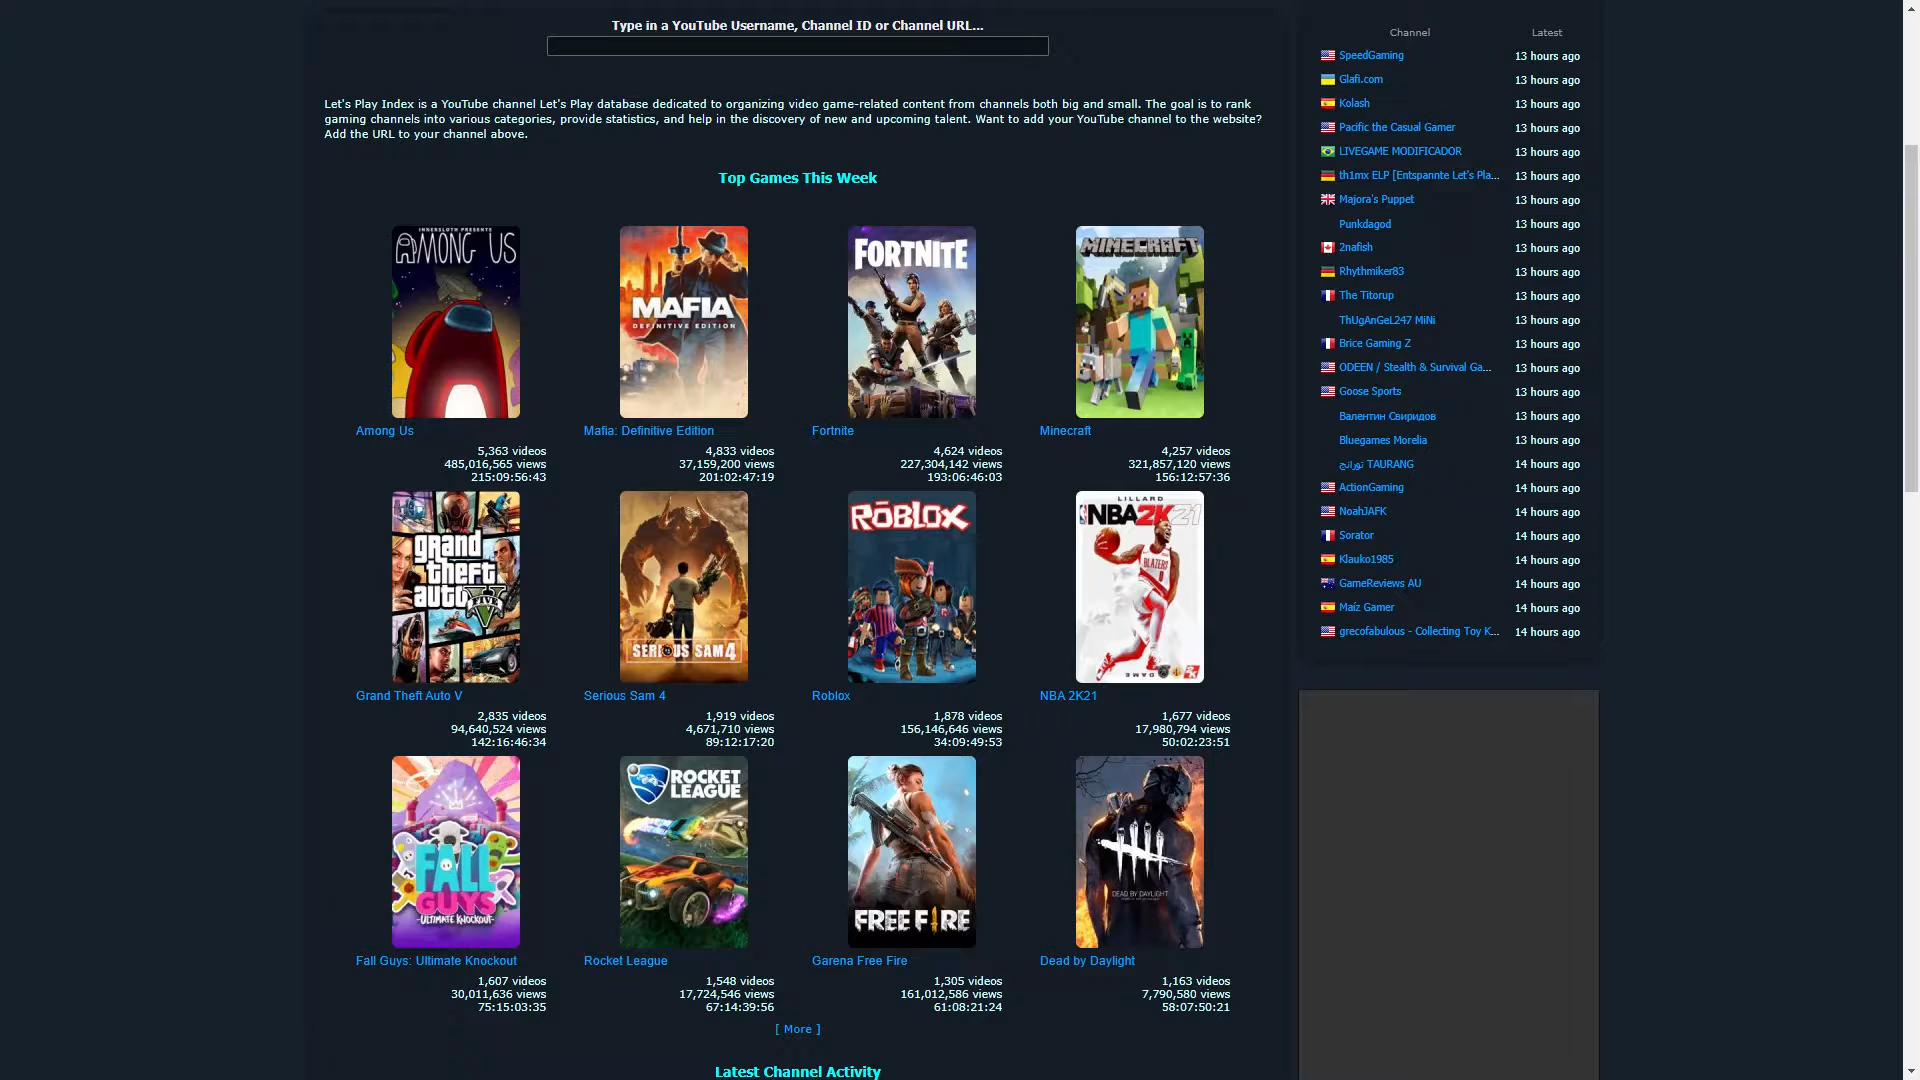 Type in a YouTube Username, Channel ID or Channel URL...
Let's Play Index is a YouTube channel Let's Play database dedicated to organizing video game-related content from channels both big and small. The goal is to rank
gaming channels into various categories, provide statistics, and help in the discovery of new and upcoming talent. Want to add your YouTube channel to the website?
Add the URL to your channel above.
Top Games This Week
INNERSLOTH PRESENTS
AMONG US
MAFIA
DEFINITIVE EDITION
FORTNITE
MINECRAFT
Among Us
5,363 videos
485,016,565 views
215:09:56:43
Mafia: Definitive Edition
4,833 videos
37,159,200 views
201:02:47:19
Fortnite
4,624 videos
227,304,142 views
193:06:46:03
Minecraft
4,257 videos
321,857,120 views
156:12:57:36
grand
theft
auto
FIVE
SERIOUS SAM 4
ROBLOX
LILLARD
NBA 2K21
BLAZERS
Grand Theft Auto V
2,835 videos
94,640,524 views
142:16:46:34
Serious Sam 4
1,919 videos
4,671,710 views
89:12:17:20
Roblox
1,878 videos
156,146,646 views
34:09:49:53
NBA 2K21
1,677 videos
17,980,794 views
50:02:23:51
FALL
GUYS
-ULTIMATE KNOCKOUT-
ROCKET
LEAGUE
FREE FIRE
DEAD BY DAYLIGHT
Fall Guys: Ultimate Knockout
1,607 videos
30,011,636 views
75:15:03:35
Rocket League
1,548 videos
17,724,546 views
67:14:39:56
Garena Free Fire
1,305 videos
161,012,586 views
61:08:21:24
Dead by Daylight
1,163 videos
7,790,580 views
58:07:50:21
[ More ]
Latest Channel Activity
Channel Latest
SpeedGaming 13 hours ago
Glafi.com 13 hours ago
Kolash 13 hours ago
Pacific the Casual Gamer 13 hours ago
LIVEGAME MODIFICADOR 13 hours ago
th1mx ELP [Entspannte Let's Pla... 13 hours ago
Majora's Puppet 13 hours ago
Punkdagod 13 hours ago
2nafish 13 hours ago
Rhythmiker83 13 hours ago
The Titorup 13 hours ago
ThUgAnGeL247 MiNi 13 hours ago
Brice Gaming Z 13 hours ago
ODEEN / Stealth & Survival Ga... 13 hours ago
Goose Sports 13 hours ago
Валентин Свиридов 13 hours ago
Bluegames Morelia 13 hours ago
تورانج TAURANG 14 hours ago
ActionGaming 14 hours ago
NoahJAFK 14 hours ago
Sorator 14 hours ago
Klauko1985 14 hours ago
GameReviews AU 14 hours ago
Maíz Gamer 14 hours ago
grecofabulous - Collecting Toy K... 14 hours ago